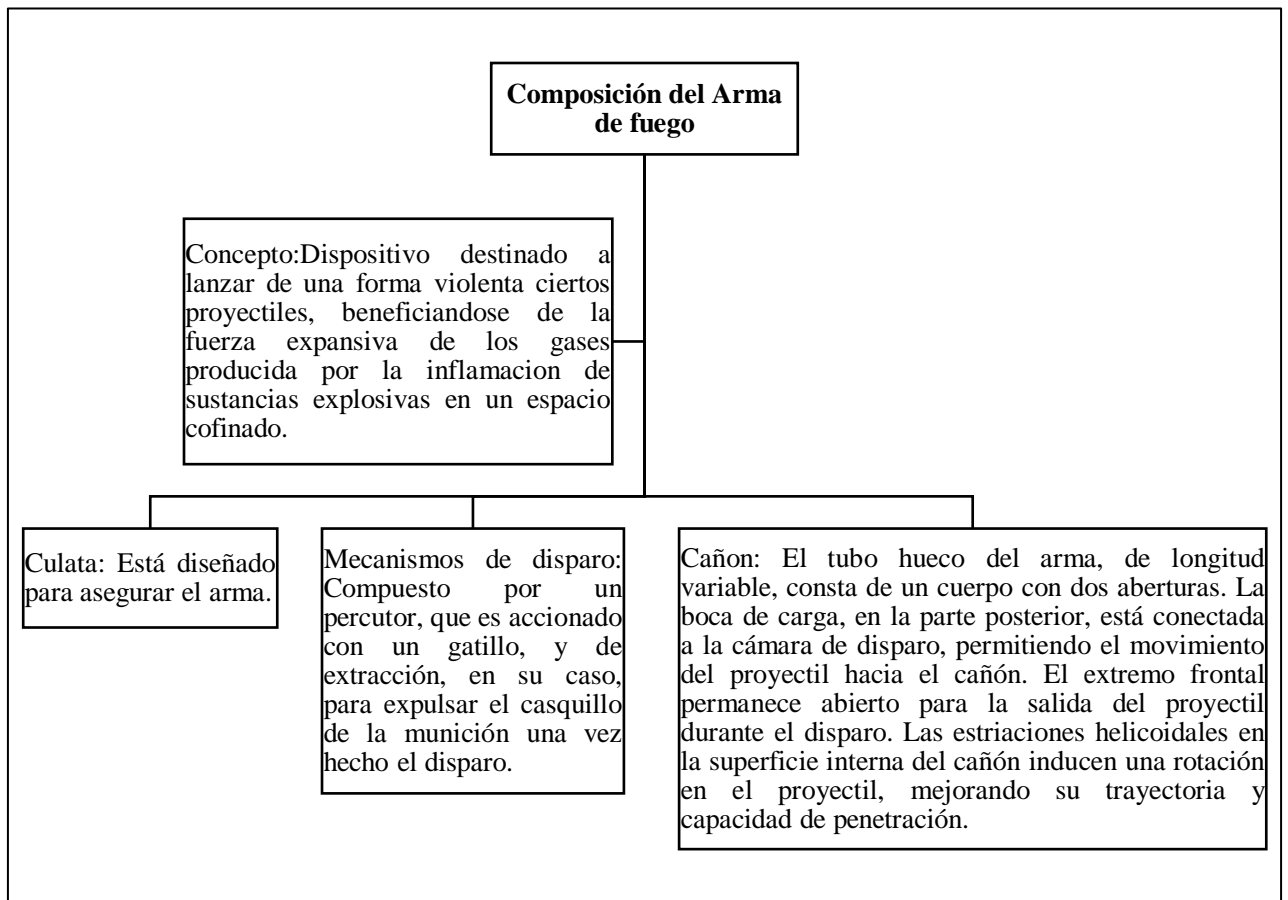 Composición del Arma
de fuego
Concepto:Dispositivo destinado a
lanzar de una forma violenta ciertos
proyectiles, beneficiandose de la
fuerza expansiva de los gases
producida por la inflamacion de
sustancias explosivas en un espacio
cofinado.
Culata: Está diseñado
para asegurar el arma.
Mecanismos de disparo:
Compuesto por un
percutor, que es accionado
con un gatillo, y de
extracción, en su caso,
para expulsar el casquillo
de la munición una vez
hecho el disparo.
Cañon: El tubo hueco del arma, de longitud
variable, consta de un cuerpo con dos aberturas. La
boca de carga, en la parte posterior, está conectada
a la cámara de disparo, permitiendo el movimiento
del proyectil hacia el cañón. El extremo frontal
permanece abierto para la salida del proyectil
durante el disparo. Las estriaciones helicoidales en
la superficie interna del cañón inducen una rotación
en el proyectil, mejorando su trayectoria y
capacidad de penetración.